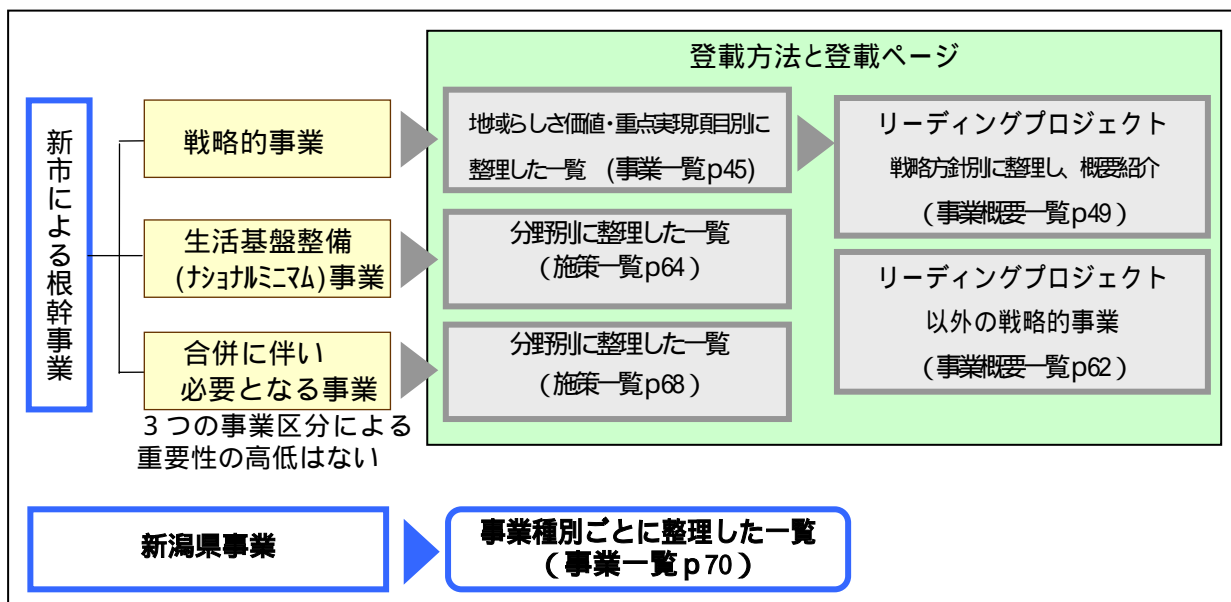 登載方法と登載ページ
新市による根幹事業
戦略的事業
地域らしさ価値・重点実現項目別に
整理した一覧 (事業一覧p45)
リーディングプロジェクト
戦略方針別に整理し、概要紹介
(事業概要一覧p49)
生活基盤整備
(ナショナルミニマム)事業
分野別に整理した一覧
(施策一覧p64)
リーディングプロジェクト
以外の戦略的事業
(事業概要一覧p62)
合併に伴い
必要となる事業
分野別に整理した一覧
(施策一覧p68)
３つの事業区分による
重要性の高低はない
新潟県事業
事業種別ごとに整理した一覧
(事業一覧p70)